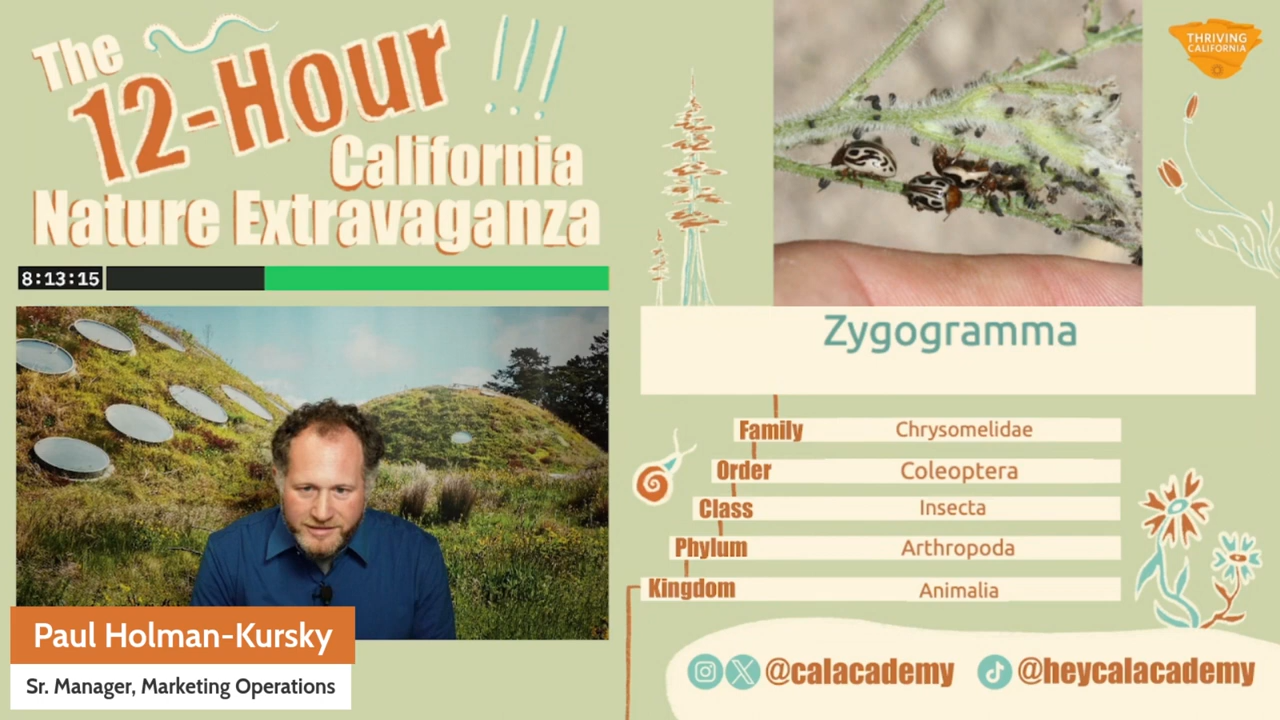 The
12-Hour
!!!
California
Nature Extravaganza
8:13:15
THRIVING
CALIFORNIA
Zygogramma
Family Chrysomelidae
Order Coleoptera
Class Insecta
Phylum Arthropoda
Kingdom Animalia
Paul Holman-Kursky
Sr. Manager, Marketing Operations
@calacademy @heycalacademy